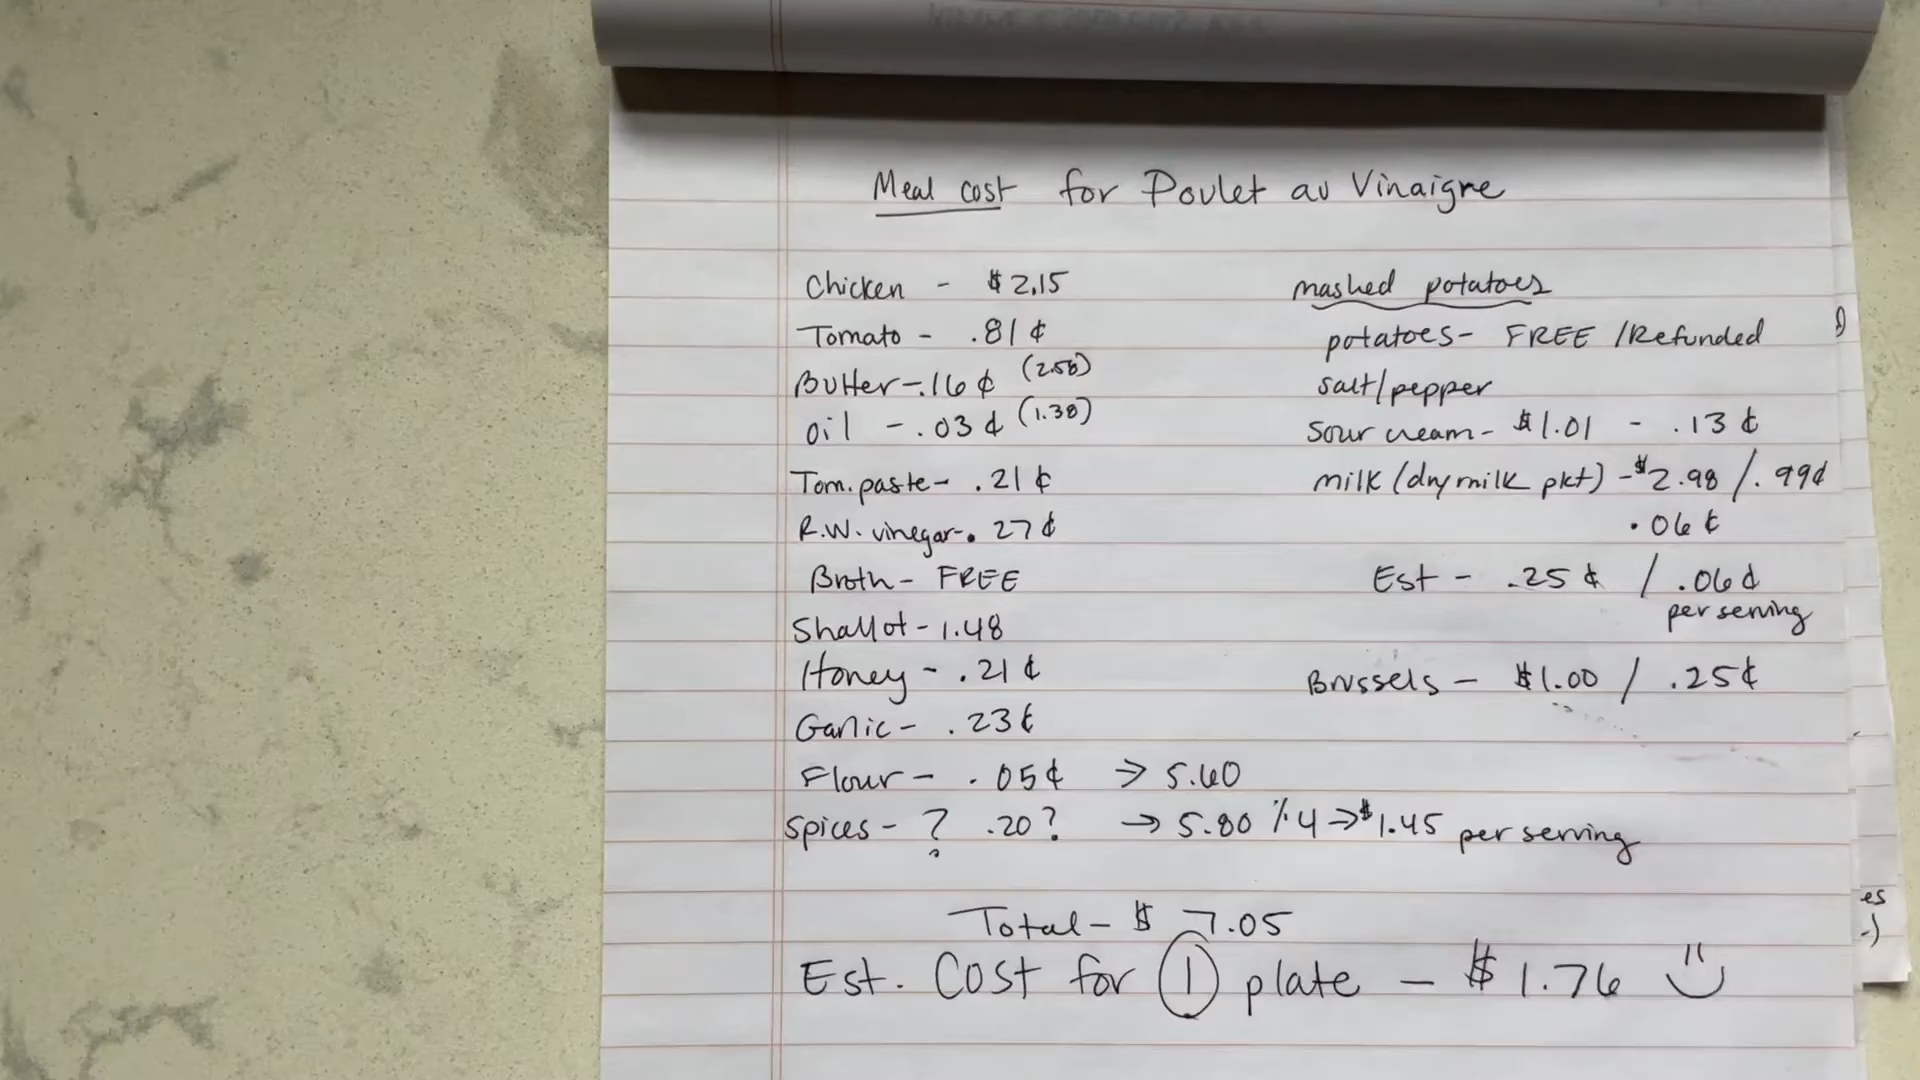 Meal cost for Poulet au Vinaigre
Chicken - $2.15
Tomato - .81¢
Butter - .16¢ (2.58)
oil - .03¢ (1.38)
Tom. paste - .21¢
R.W. vinegar - .27¢
Broth - FREE
Shallot - 1.48
Honey - .21¢
Garlic - .23¢
Flour - .05¢ → 5.60
Spices - ? .20? → 5.80 % 4 → $1.45 per serving
mashed potatoes
potatoes - FREE / Refunded
salt/pepper
Sour cream - $1.01 - .13¢
milk (dry milk pkt) - $2.98 / .99¢
.06¢
Est - .25¢ / .06¢
per serving
Brussels - $1.00 / .25¢
Total - $ 7.05
Est. Cost for 1 plate - $1.76
es